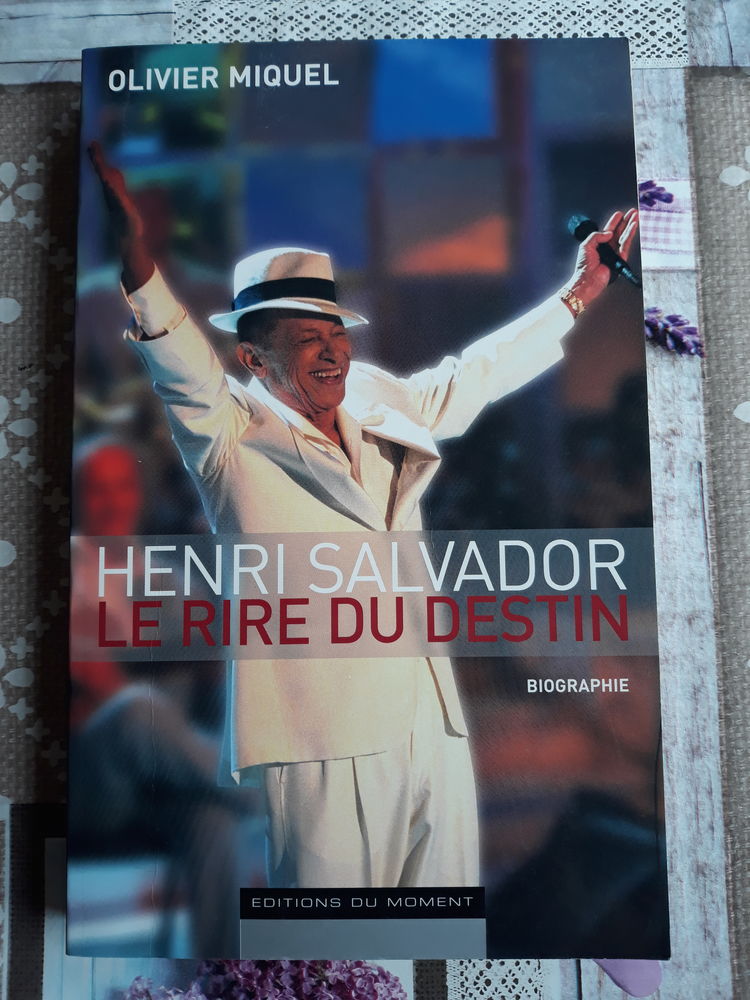 OLIVIER MIQUEL
HENRI SALVADOR
LE RIRE DU DESTIN
BIOGRAPHIE
EDITIONS DU MOMENT